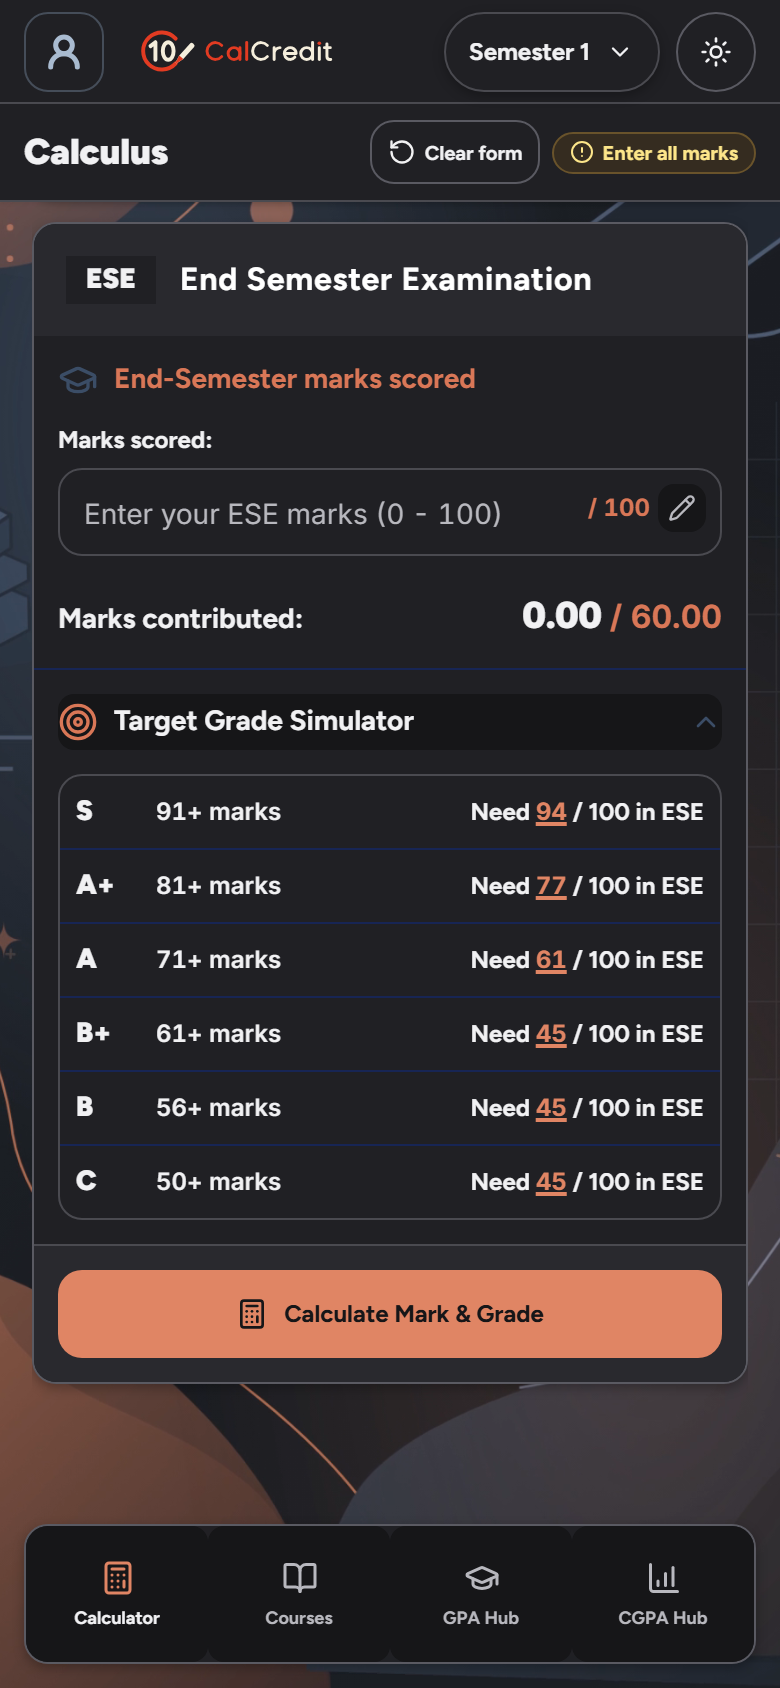 10 CalCredit
Semester 1
Calculus
Clear form
Enter all marks
ESE End Semester Examination
End-Semester marks scored
Marks scored:
Enter your ESE marks (0 - 100) / 100
Marks contributed: 0.00 / 60.00
Target Grade Simulator
S 91+ marks Need 94 / 100 in ESE
A+ 81+ marks Need 77 / 100 in ESE
A 71+ marks Need 61 / 100 in ESE
B+ 61+ marks Need 45 / 100 in ESE
B 56+ marks Need 45 / 100 in ESE
C 50+ marks Need 45 / 100 in ESE
Calculate Mark & Grade
Calculator Courses GPA Hub CGPA Hub